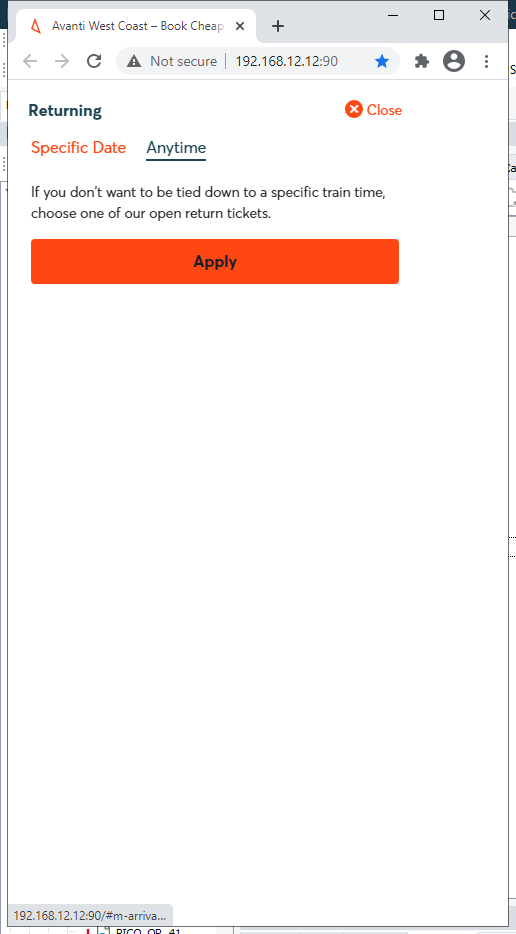 Avanti West Coast – Book Cheap
Not secure | 192.168.12.12:90
Returning
Close
Specific Date Anytime
If you don't want to be tied down to a specific train time,
choose one of our open return tickets.
Apply
192.168.12.12:90/#m-arriva...